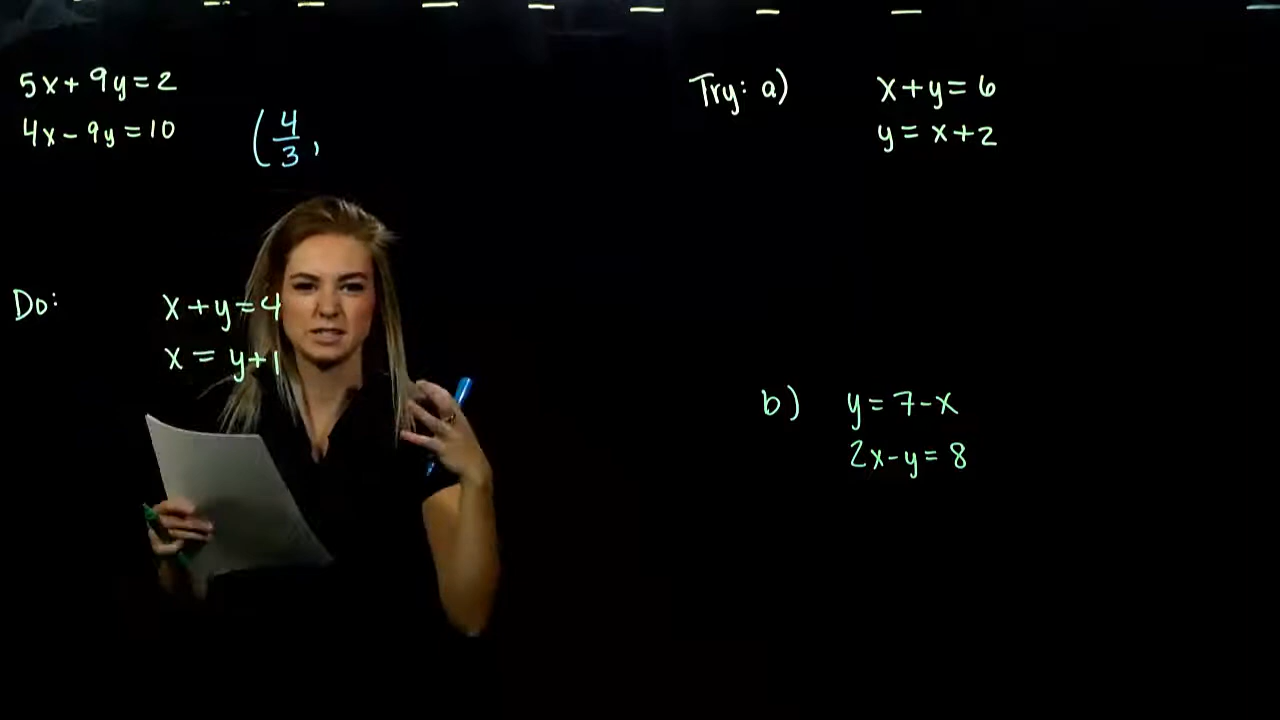 5x+9y=2
4x-9y=10
(4/3,
Do:
x+y=4
x=y+1
Try: a)
x+y=6
y=x+2
b)
y=7-x
2x-y=8